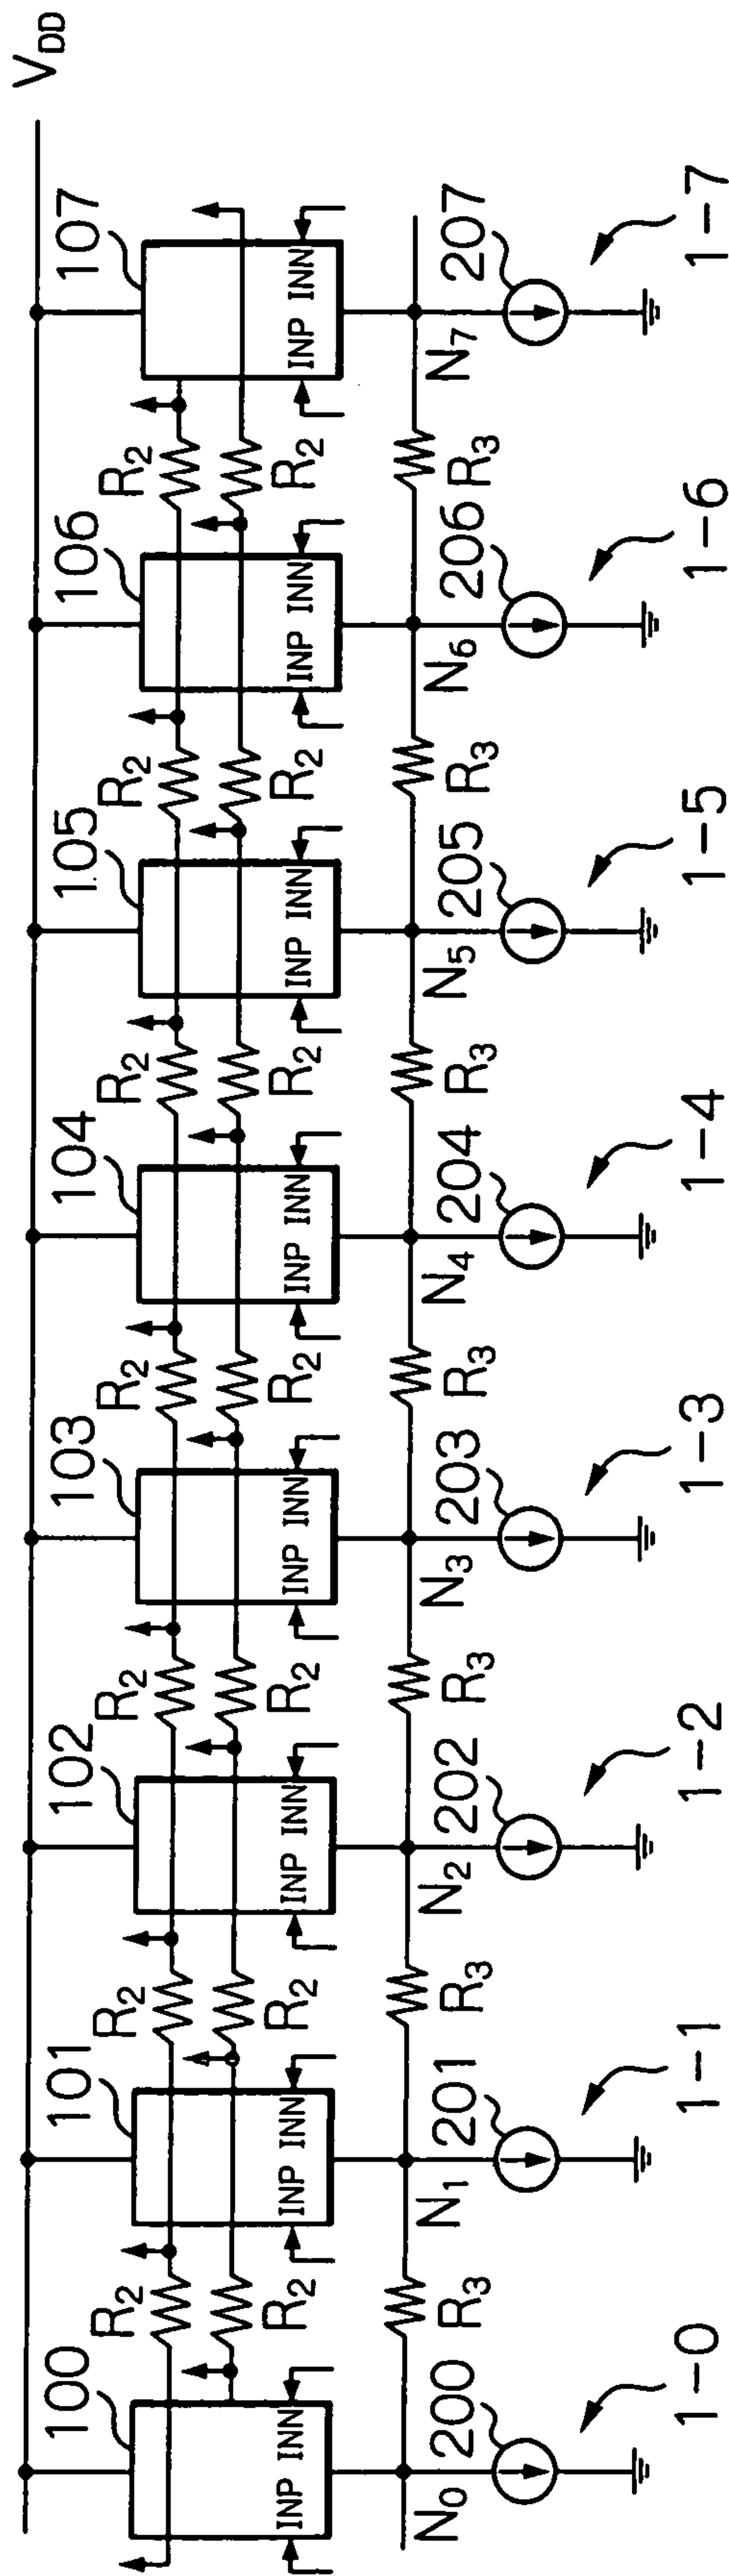 V_DD
100 101 102 103 104 105 106 107
R₂ R₂ R₂ R₂ R₂ R₂ R₂
INP INN INP INN INP INN INP INN INP INN INP INN INP INN INP INN
R₂ R₂ R₂ R₂ R₂ R₂ R₂
N₀ N₁ N₂ N₃ N₄ N₅ N₆ N₇
R₃ R₃ R₃ R₃ R₃ R₃ R₃
200 201 202 203 204 205 206 207
1-0 1-1 1-2 1-3 1-4 1-5 1-6 1-7